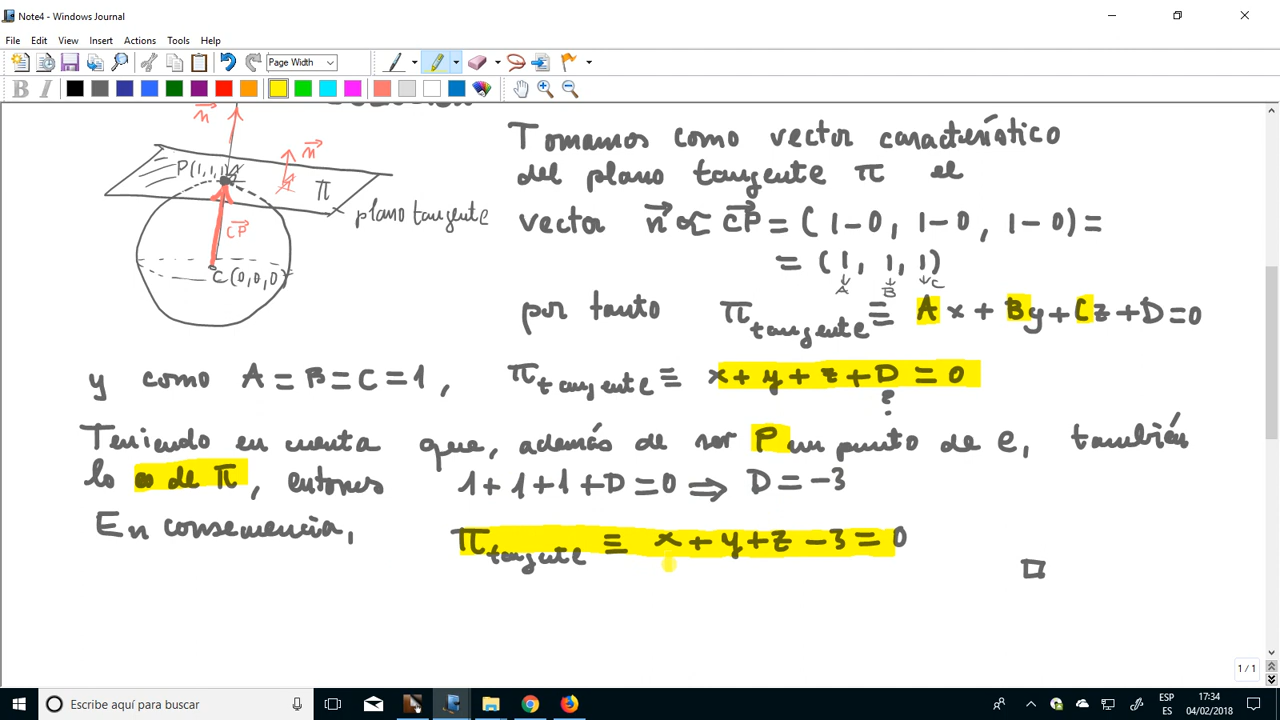 Note4 - Windows Journal
File Edit View Insert Actions Tools Help
Page Width
B I
n
P(1,1,1)
n
π
plano tangente
CP
C(0,0,0)
Tomamos como vector característico
del plano tangente π el
vector n ∝ CP = (1-0, 1-0, 1-0) =
= (1, 1, 1)
A B C
por tanto π tangente ≡ Ax + By + Cz + D = 0
y como A = B = C = 1, π tangente ≡ x + y + z + D = 0
?
Teniendo en cuenta que, además de ser P un punto de e, también
lo es de π, entonces 1+1+1+D=0 ⇒ D = -3
En consecuencia, π tangente ≡ x + y + z - 3 = 0
□
1 / 1
Escribe aquí para buscar
ESP 17:34
ES 04/02/2018